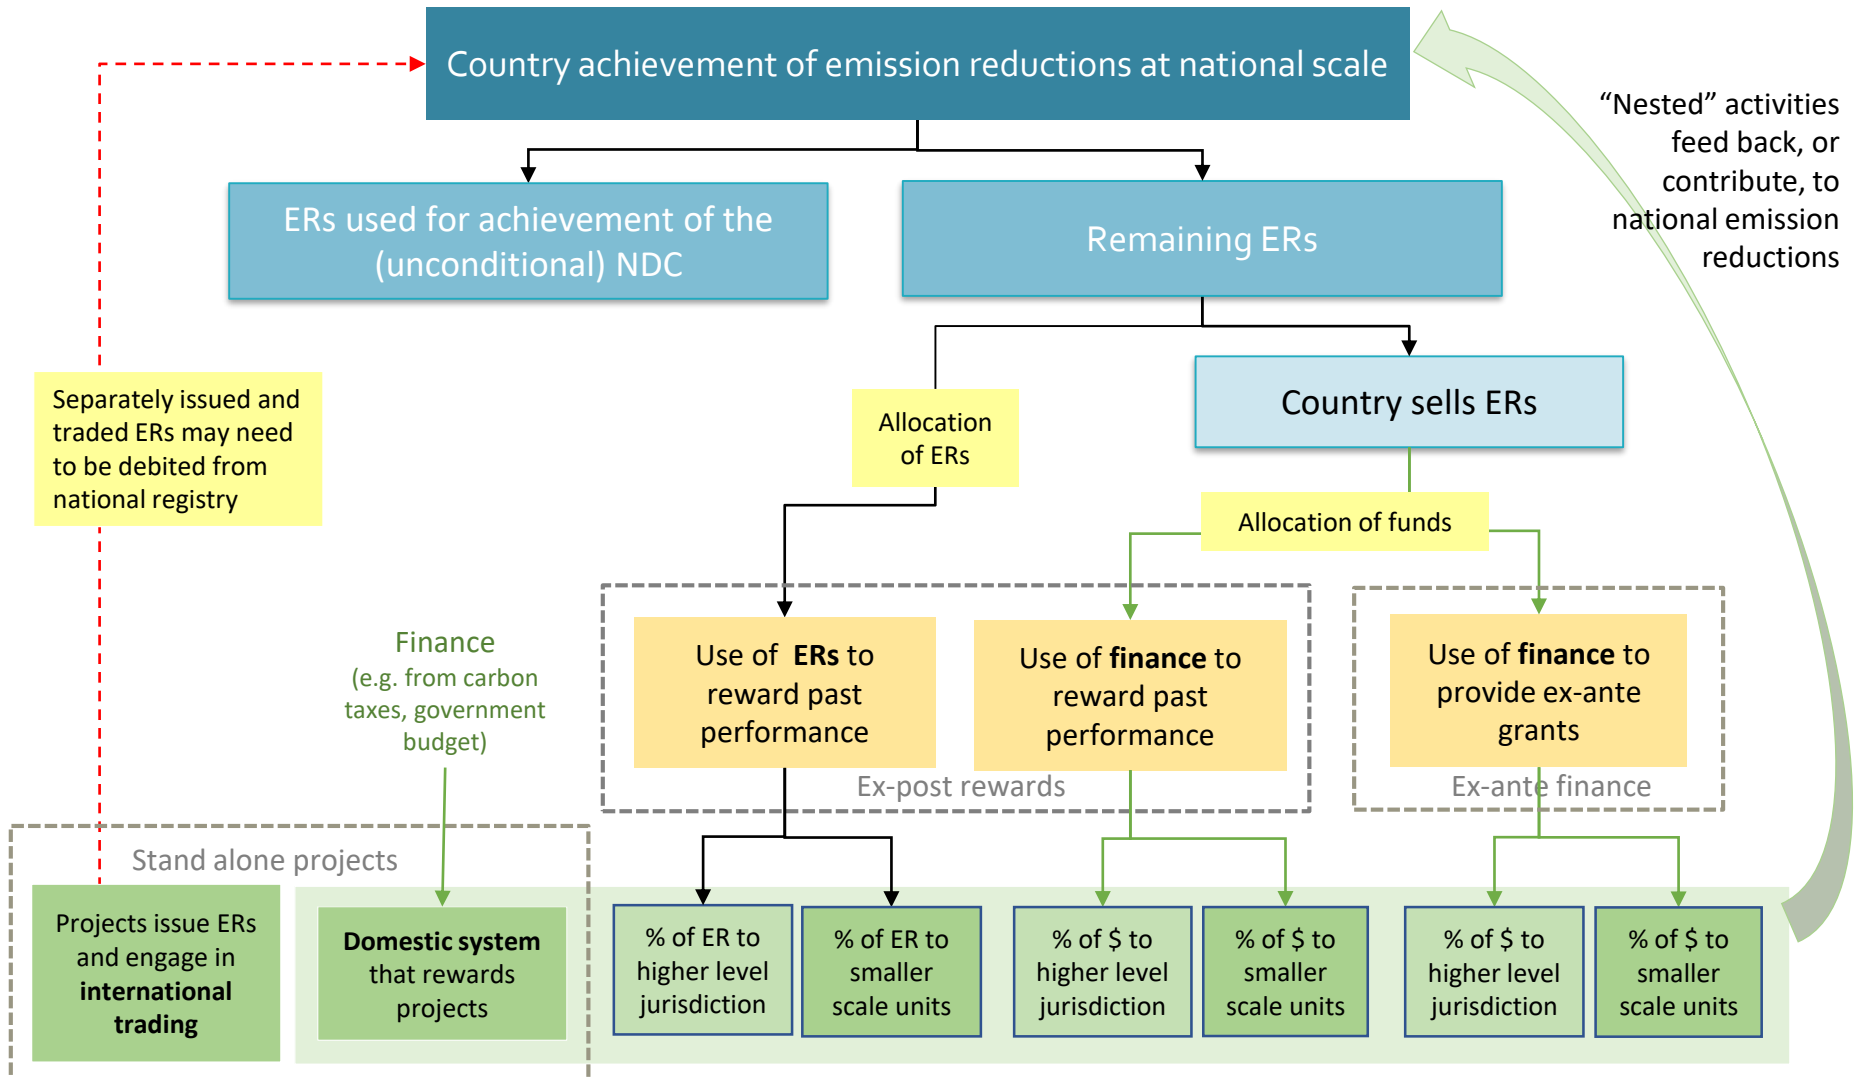 Country achievement of emission reductions at national scale
“Nested” activities
feed back, or
contribute, to
national emission
reductions
ERs used for achievement of the
(unconditional) NDC
Remaining ERs
Separately issued and
traded ERs may need
to be debited from
national registry
Allocation
of ERs
Country sells ERs
Allocation of funds
Finance
(e.g. from carbon
taxes, government
budget)
Use of ERs to
reward past
performance
Use of finance to
reward past
performance
Ex-post rewards
Use of finance to
provide ex-ante
grants
Ex-ante finance
Stand alone projects
Projects issue ERs
and engage in
international
trading
Domestic system
that rewards
projects
% of ER to
higher level
jurisdiction
% of ER to
smaller
scale units
% of $ to
higher level
jurisdiction
% of $ to
smaller
scale units
% of $ to
higher level
jurisdiction
% of $ to
smaller
scale units